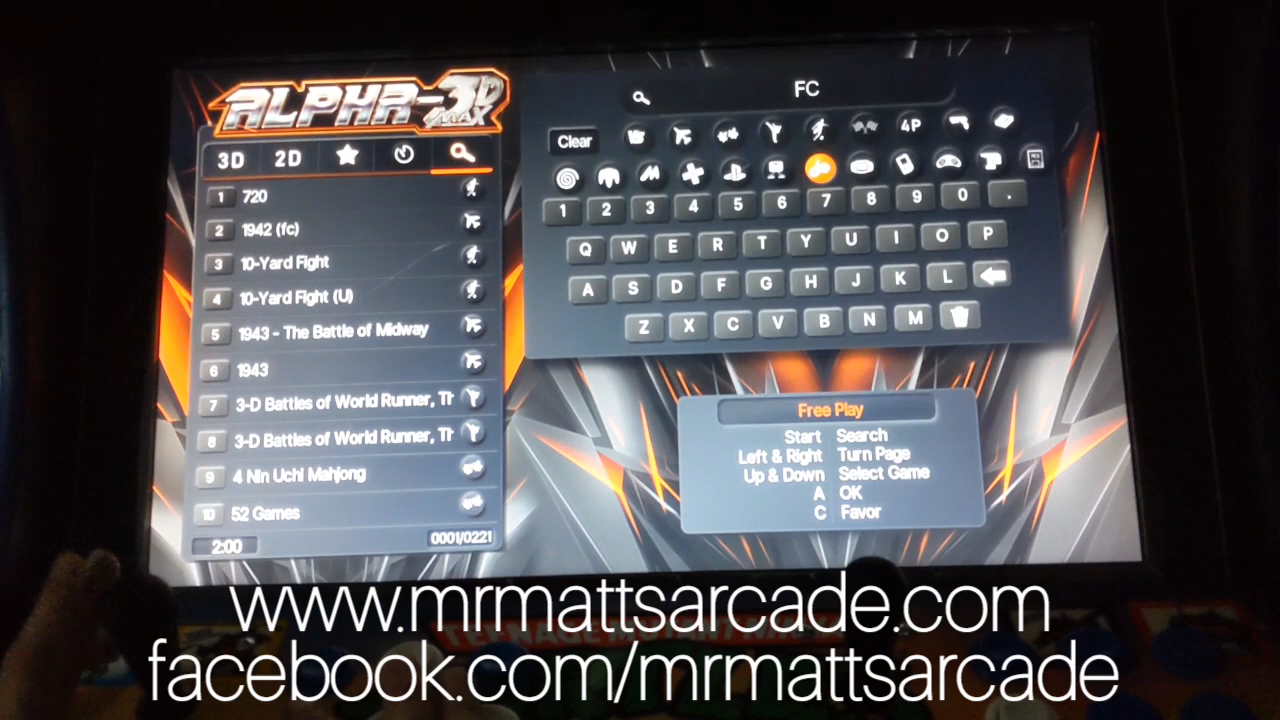 ALPHA-3D MAX
3D 2D
1 720
2 1942 (fc)
3 10-Yard Fight
4 10-Yard Fight (U)
5 1943 - The Battle of Midway
6 1943
7 3-D Battles of World Runner, Th
8 3-D Battles of World Runner, Th
9 4 Nin Uchi Mahjong
10 52 Games
2:00 0001/0221
FC
Clear 4P
1 2 3 4 5 6 7 8 9 0 .
Q W E R T Y U I O P
A S D F G H J K L
Z X C V B N M
Free Play
Start Search
Left & Right Turn Page
Up & Down Select Game
A OK
C Favor
www.mrmattsarcade.com
TEENAGE MUTANT NINJA
facebook.com/mrmattsarcade